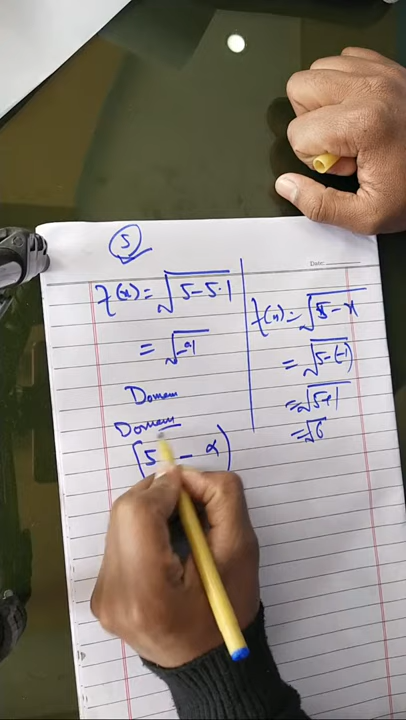 5
Date:
f(x) = √5-5.1
= √-.1
Domain
Domain
[5 - α)
f(x) = √5-x
= √5-(-1)
= √5+1
= √6